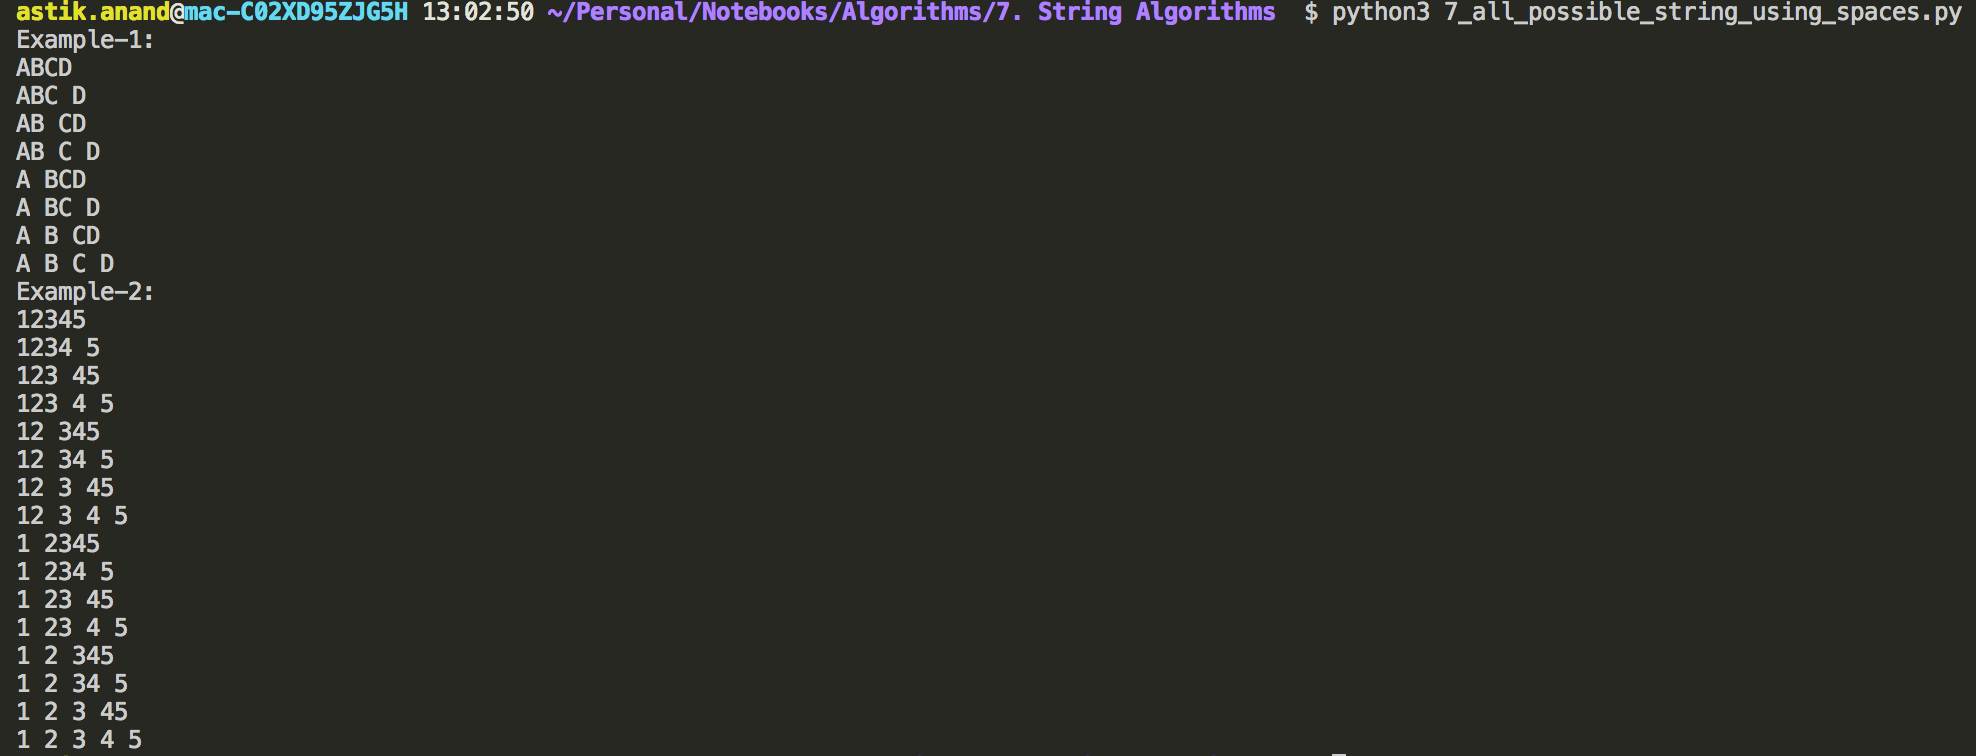 astik.anand@mac-C02XD95ZJG5H 13:02:50 ~/Personal/Notebooks/Algorithms/7. String Algorithms  $ python3 7_all_possible_string_using_spaces.py
Example-1:
ABCD
ABC D
AB CD
AB C D
A BCD
A BC D
A B CD
A B C D
Example-2:
12345
1234 5
123 45
123 4 5
12 345
12 34 5
12 3 45
12 3 4 5
1 2345
1 234 5
1 23 45
1 23 4 5
1 2 345
1 2 34 5
1 2 3 45
1 2 3 4 5